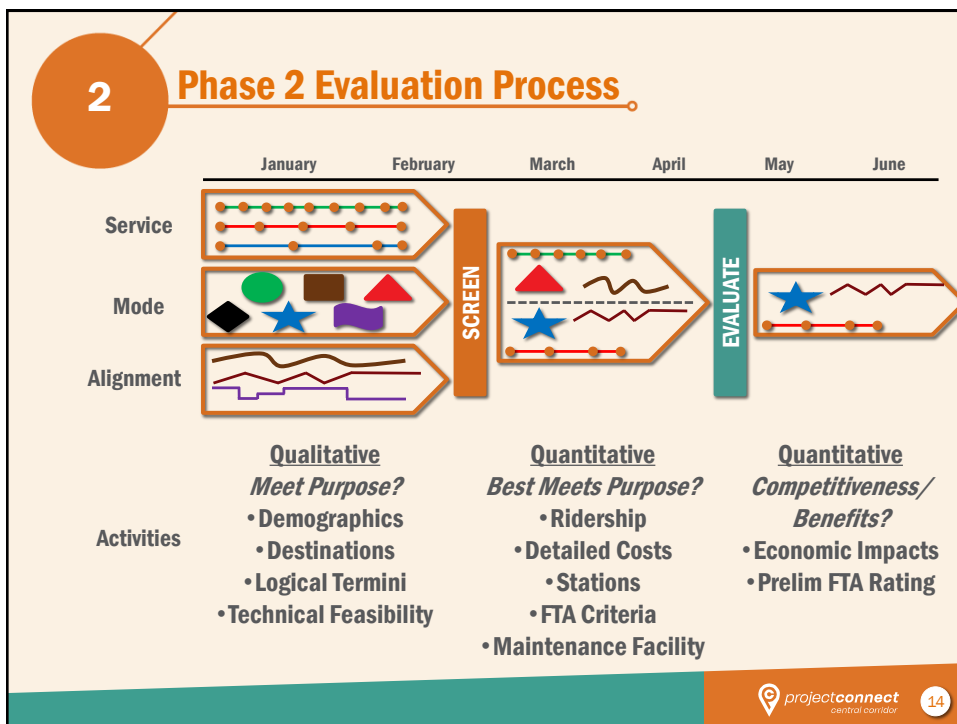 2
Phase 2 Evaluation Process
January February March April May June
Service
Mode
Alignment
SCREEN
EVALUATE
Activities
Qualitative
Meet Purpose?
•Demographics
•Destinations
•Logical Termini
•Technical Feasibility
Quantitative
Best Meets Purpose?
•Ridership
•Detailed Costs
•Stations
•FTA Criteria
•Maintenance Facility
Quantitative
Competitiveness/
Benefits?
•Economic Impacts
•Prelim FTA Rating
projectconnect
central corridor
14